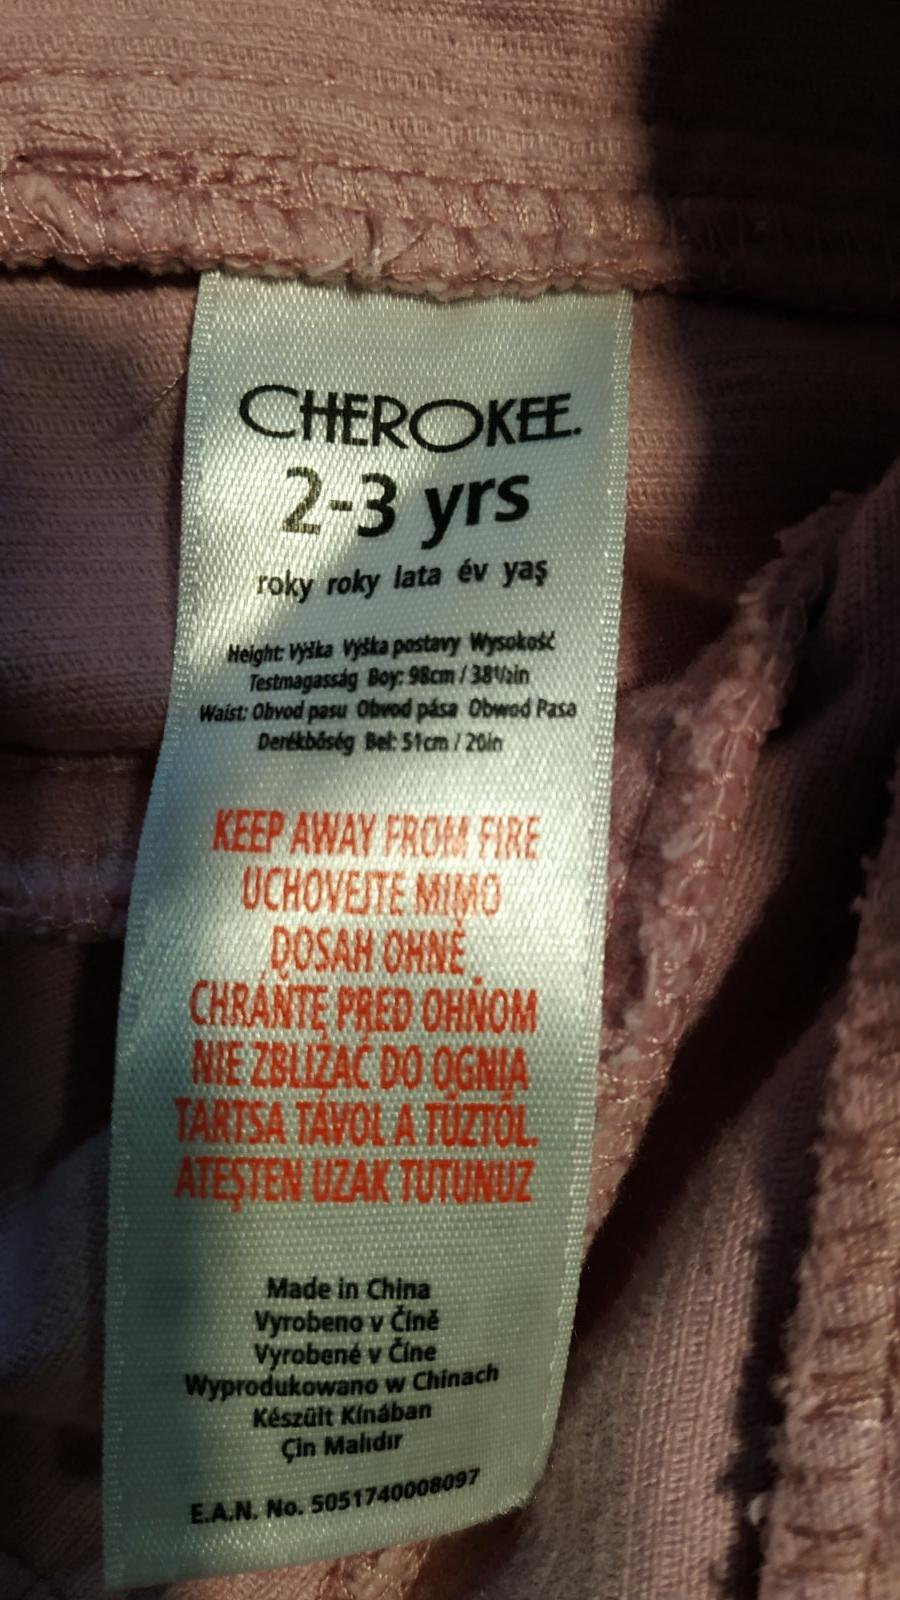 CHEROKEE.
2-3 yrs
roky roky lata év yaş
Height: Výška Výška postavy Wysokość
Testmagasság Boy: 98cm / 38½in
Waist: Obvod pasu Obvod pása Obwod Pasa
Derékbőség Bel: 51cm / 20in
KEEP AWAY FROM FIRE
UCHOVEJTE MIMO
DOSAH OHNĚ
CHRÁŇTE PRED OHŇOM
NIE ZBLIŻAĆ DO OGNIA
TARTSA TÁVOL A TŰZTŐL.
ATEŞTEN UZAK TUTUNUZ
Made in China
Vyrobeno v Číně
Vyrobené v Číne
Wyprodukowano w Chinach
Készült Kínában
Çin Malıdır
E.A.N. No. 5051740008097